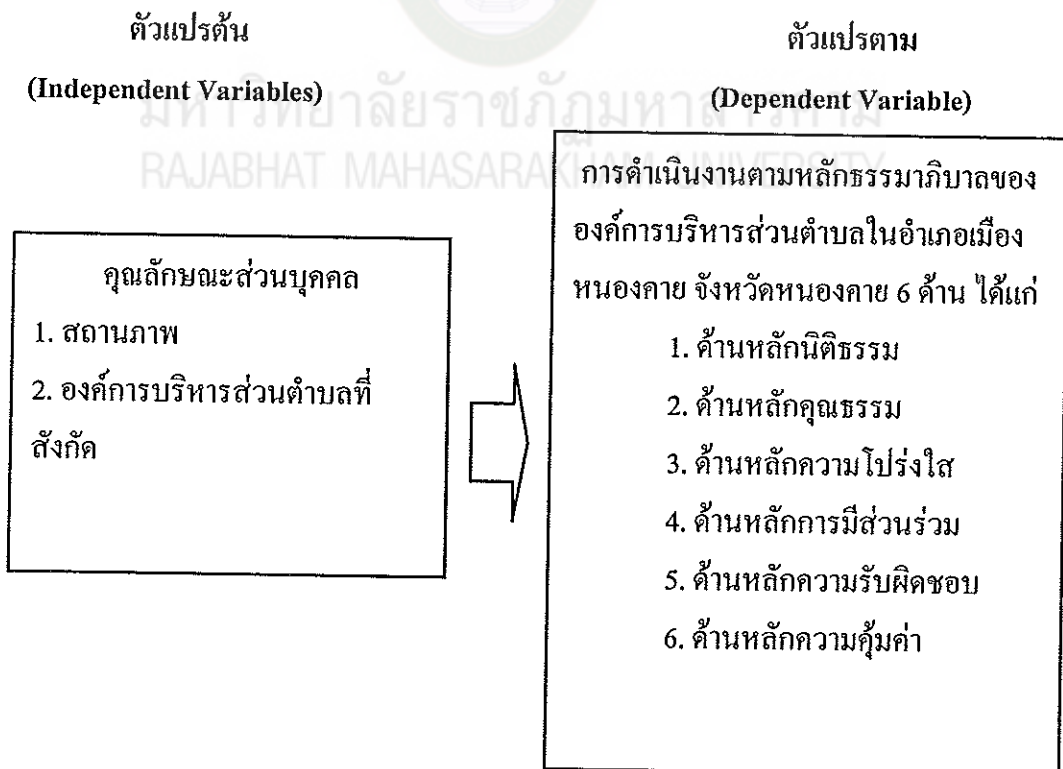 ตัวแปรต้น
(Independent Variables)
ตัวแปรตาม
(Dependent Variable)
มหาวิทยาลัยราชภัฏมหาสารคาม
RAJABHAT MAHASARAKHAM UNIVERSITY
คุณลักษณะส่วนบุคคล
1. สถานภาพ
2. องค์การบริหารส่วนตำบลที่
สังกัด
การดำเนินงานตามหลักธรรมาภิบาลของ
องค์การบริหารส่วนตำบลในอำเภอเมือง
หนองคาย จังหวัดหนองคาย 6 ด้าน ได้แก่
1. ด้านหลักนิติธรรม
2. ด้านหลักคุณธรรม
3. ด้านหลักความโปร่งใส
4. ด้านหลักการมีส่วนร่วม
5. ด้านหลักความรับผิดชอบ
6. ด้านหลักความคุ้มค่า